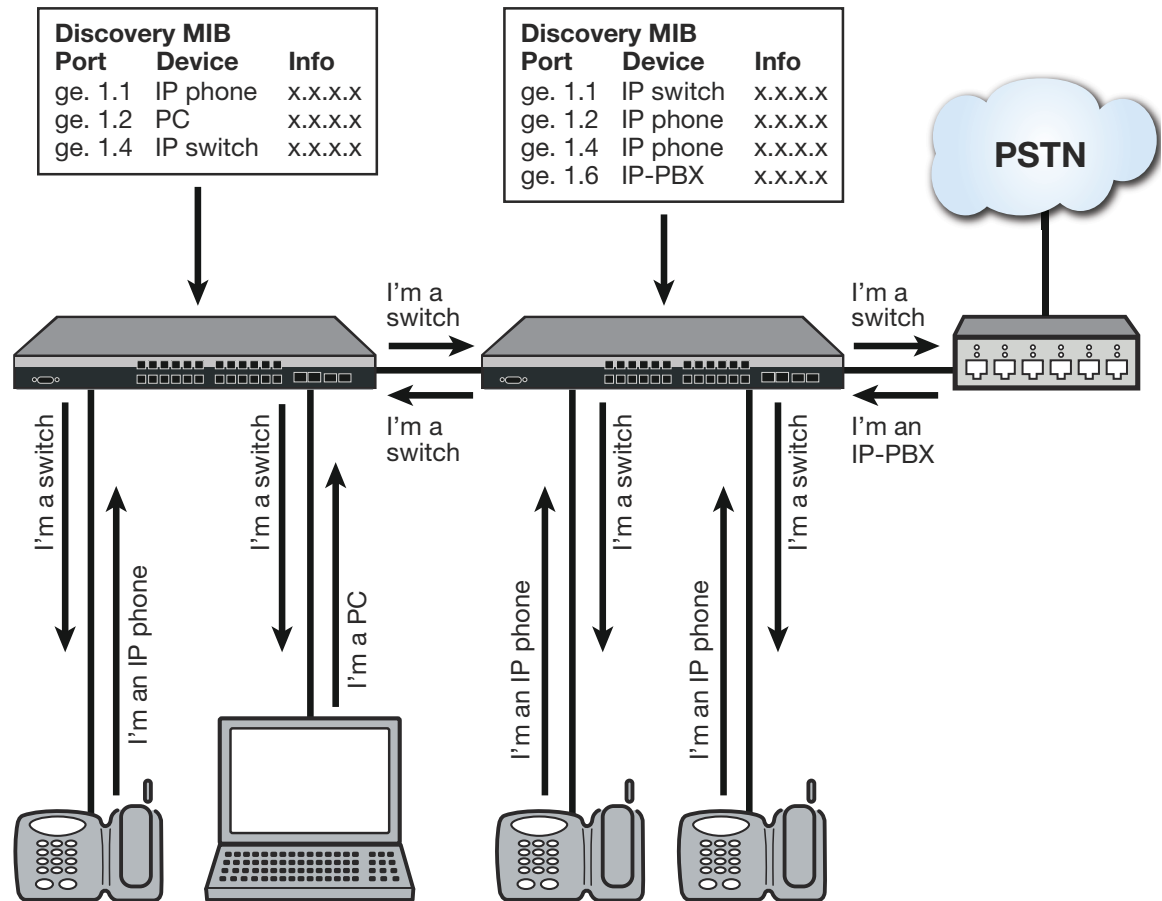 Discovery MIB
Port Device Info
ge. 1.1 IP phone x.x.x.x
ge. 1.2 PC x.x.x.x
ge. 1.4 IP switch x.x.x.x
Discovery MIB
Port Device Info
ge. 1.1 IP switch x.x.x.x
ge. 1.2 IP phone x.x.x.x
ge. 1.4 IP phone x.x.x.x
ge. 1.6 IP-PBX x.x.x.x
PSTN
I'm a
switch
I'm a
switch
I'm a
switch
I'm an
IP-PBX
I'm a switch
I'm an IP phone
I'm a switch
I'm a PC
I'm an IP phone
I'm a switch
I'm an IP phone
I'm a switch